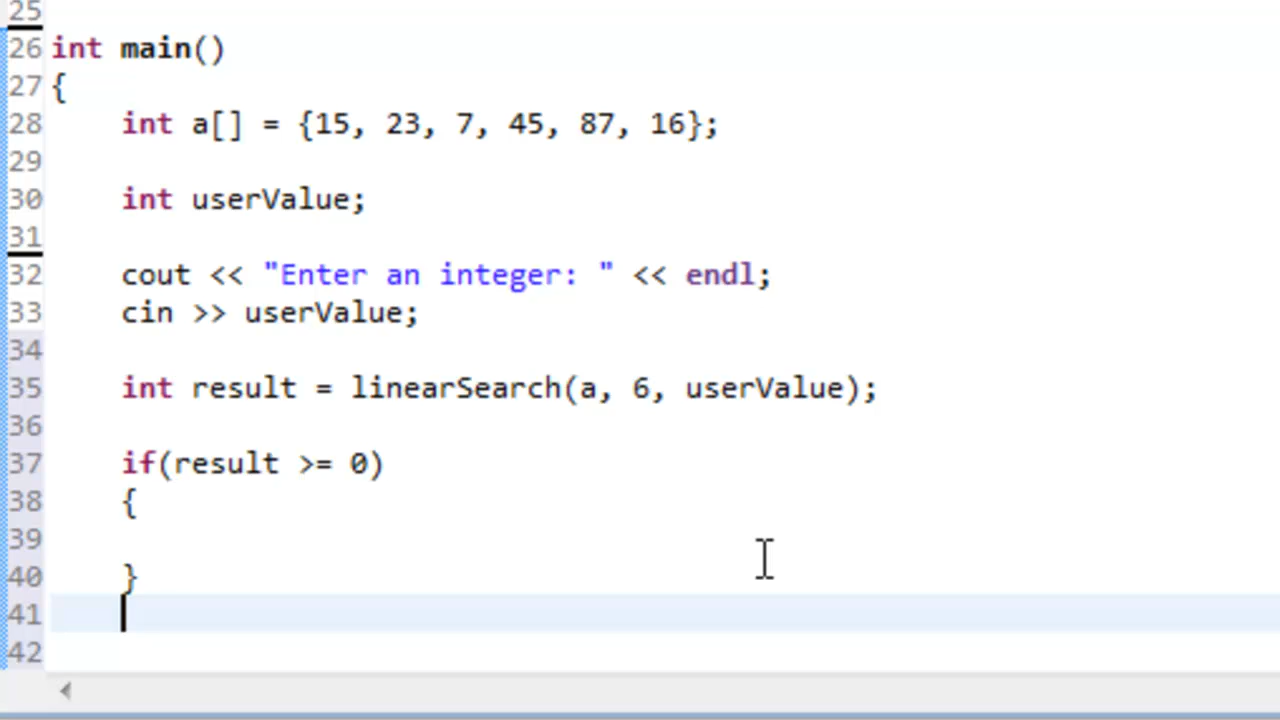 25
26 int main()
27 {
28 int a[] = {15, 23, 7, 45, 87, 16};
29
30 int userValue;
31
32 cout << "Enter an integer: " << endl;
33 cin >> userValue;
34
35 int result = linearSearch(a, 6, userValue);
36
37 if(result >= 0)
38 {
39
40 }
41
42